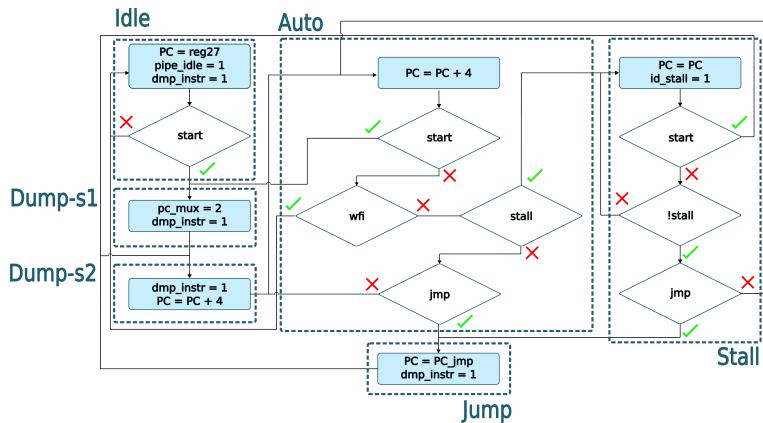 Idle
PC = reg27
pipe_idle = 1
dmp_instr = 1
start
Dump-s1
pc_mux = 2
dmp_instr = 1
Dump-s2
dmp_instr = 1
PC = PC + 4
Auto
PC = PC + 4
start
wfi
stall
jmp
PC = PC_jmp
dmp_instr = 1
Jump
PC = PC
id_stall = 1
start
!stall
jmp
Stall